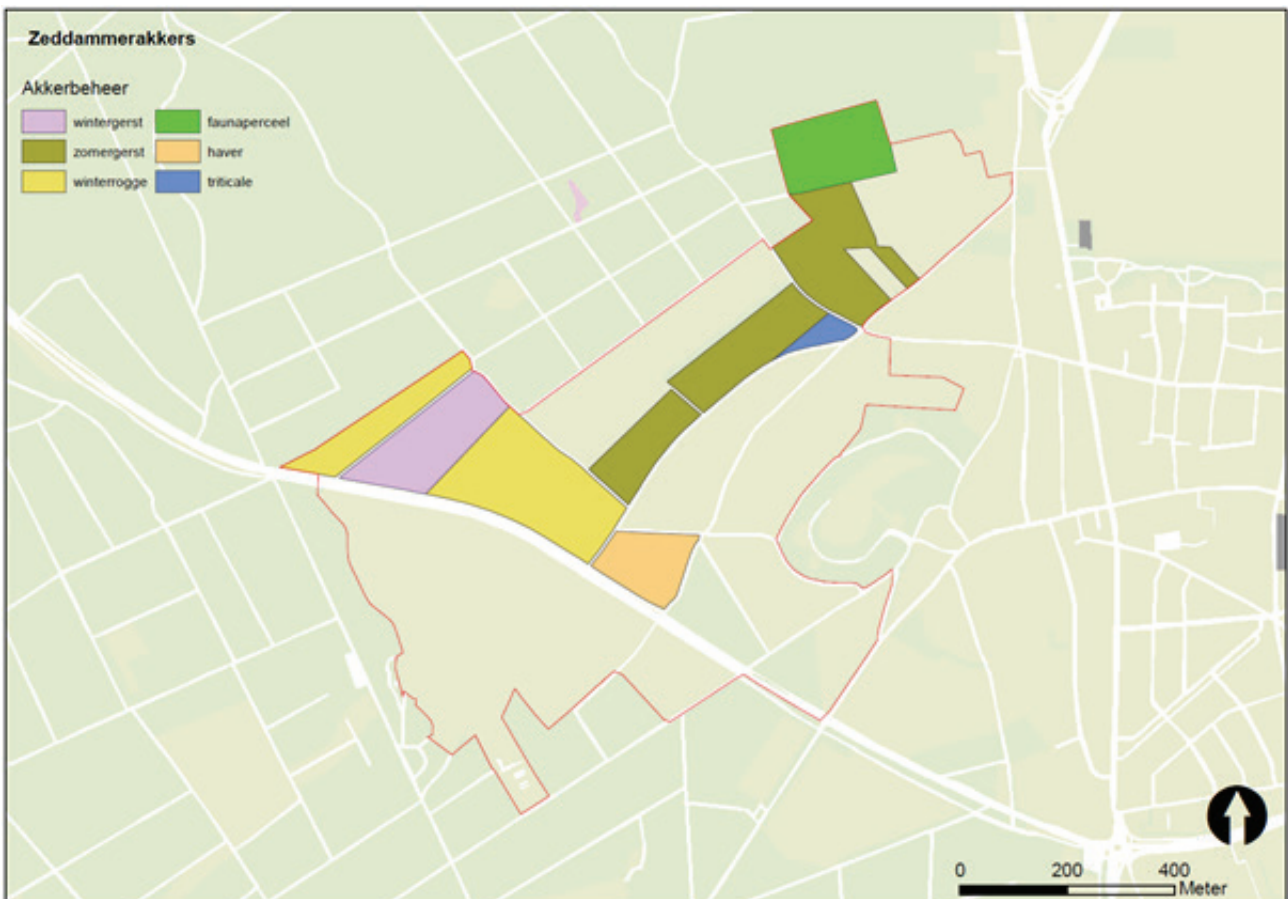 Zeddammerakkers
Akkerbeheer
wintergerst faunaperceel
zomergerst haver
winterrogge triticale
0 200 400
Meter